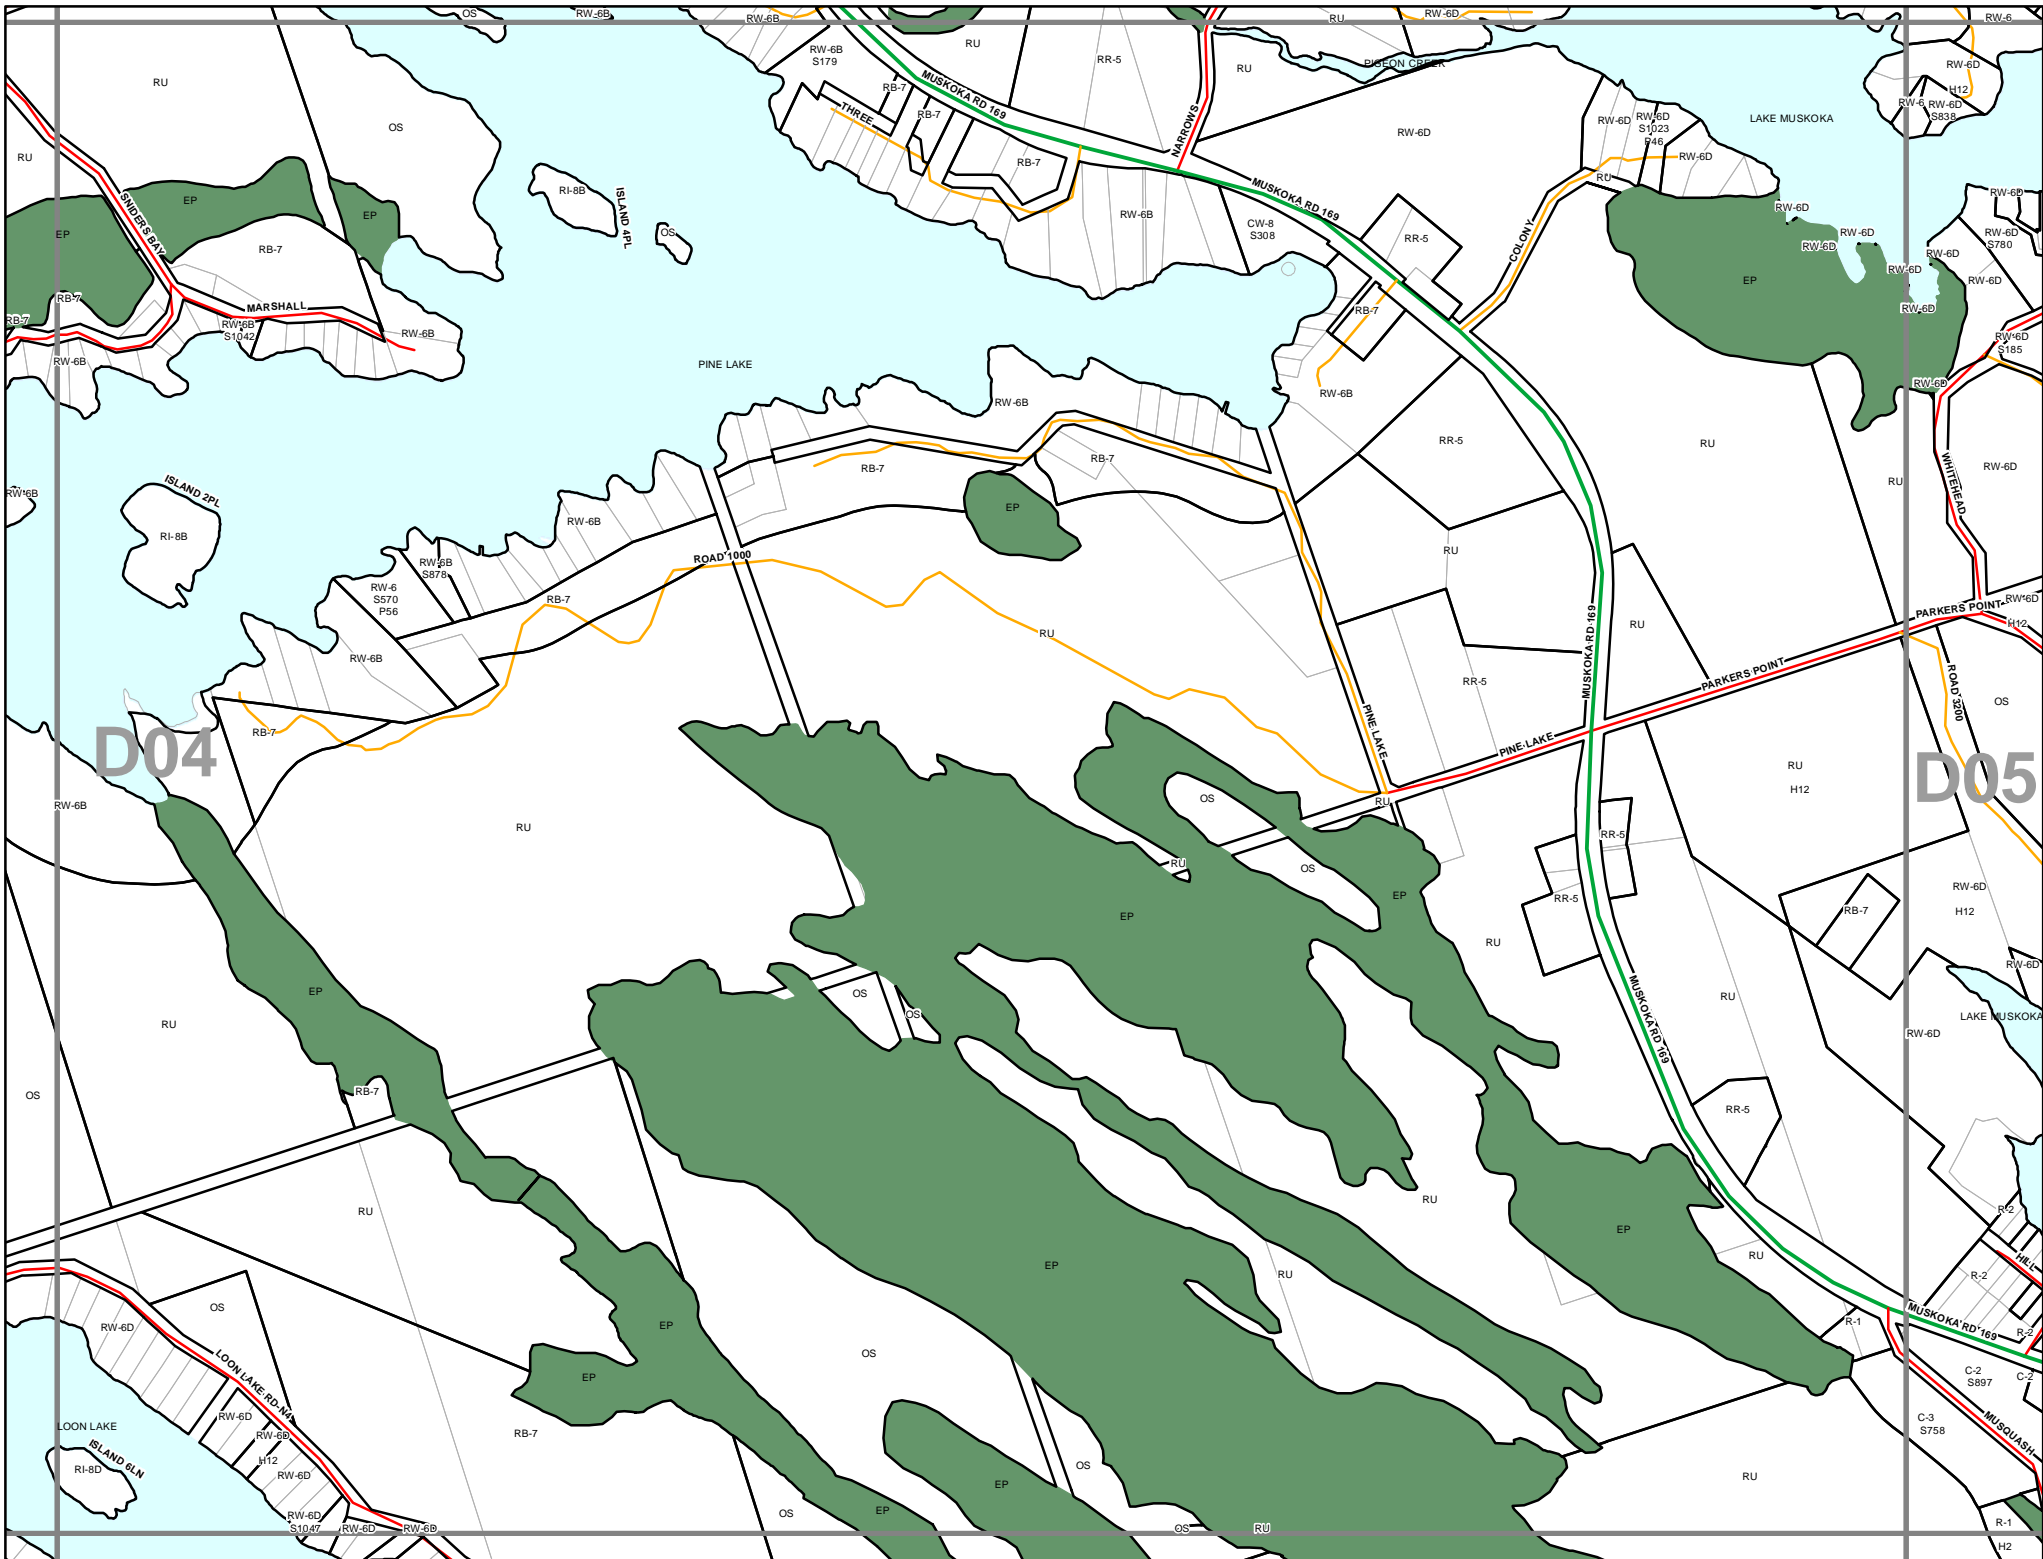 OS
RW-6B
RW-6B
RU
RW-6D
RW-6
RU
RW-6B
S179
RU
RR-5
RU
PIGEON CREEK
RW-6D
H12
RU
OS
RB-7
MUSKOKA RD 169
THREE
RB-7
NARROWS
RW-6D
RW-6D
RW-6D
S1023
P46
LAKE MUSKOKA
RW-6
RW-6D
S838
RU
RB-7
RW-6D
RU
EP
SNIDERS BAY
EP
EP
RB-7
RI-8B
ISLAND 4PL
OS
RW-6B
CW-8
S308
MUSKOKA RD 169
RR-5
COLONY
RW-6D
RW-6D
RW-6D
RW-6D
RW-6D
RW-6D
S780
RW-6D
RW-6D
RW-6D
EP
RB-7
RB-7
MARSHALL
RW-6B
S1042
RW-6B
RW-6B
RB-7
RW-6D
RW-6D
S185
PINE LAKE
RW-6D
RW-6B
RW-6B
RR-5
RU
RB-7
RB-7
RW-6D
RU
WHITEHEAD
RW-6B
ISLAND 2PL
RI-8B
RW-6B
EP
RU
RW-6B
S878
ROAD 1000
RW-6
S570
P56
RB-7
RU
MUSKOKA RD 169
RU
PARKERS POINT
RW-6D
H12
RW-6B
PARKERS POINT
RR-5
ROAD 3200
OS
RB-7
PINE LAKE
PINE LAKE
D04
D05
RU
H12
RW-6B
RU
OS
RU
RU
OS
RR-5
EP
EP
RR-5
RB-7
RW-6D
H12
RU
RW-6D
EP
OS
OS
RU
MUSKOKA RD 169
RU
LAKE MUSKOKA
RW-6D
OS
RB-7
RR-5
RU
RU
EP
R-2
RU
HILL
EP
RU
R-2
OS
RW-6D
EP
MUSKOKA RD 169
R-1
R-2
OS
LOON LAKE RD-N4
EP
C-2
S897
C-2
RW-6D
LOON LAKE
RW-6D
H12
RW-6D
RB-7
C-3
S758
MUSQUASH
ISLAND 6LN
RI-8D
OS
EP
RU
RW-6D
S1047
RW-6D
RW-6D
OS
EP
OS
RU
R-1
H2